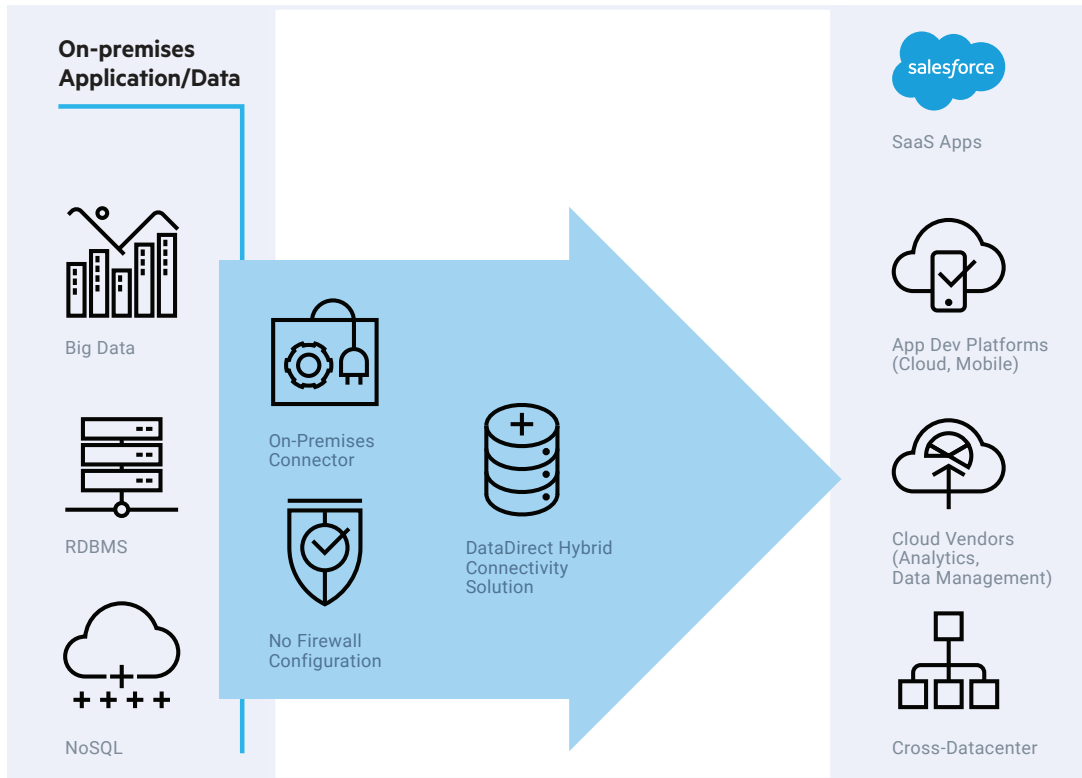 On-premises
Application/Data
Big Data
RDBMS
NoSQL
On-Premises
Connector
No Firewall
Configuration
DataDirect Hybrid
Connectivity
Solution
salesforce
SaaS Apps
App Dev Platforms
(Cloud, Mobile)
Cloud Vendors
(Analytics,
Data Management)
Cross-Datacenter